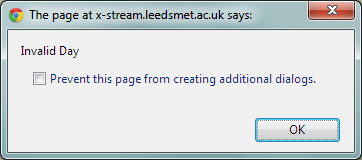 The page at x-stream.leedsmet.ac.uk says:
Invalid Day
Prevent this page from creating additional dialogs.
OK